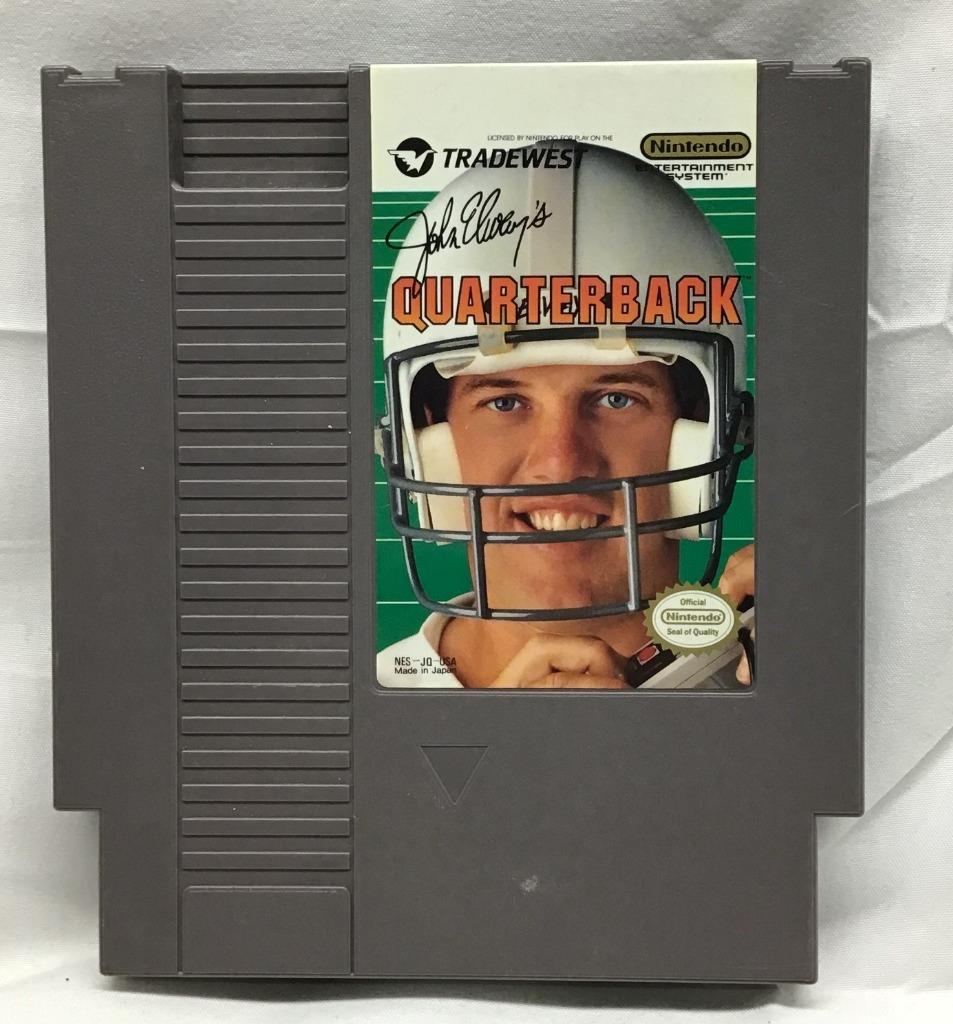 LICENSED BY NINTENDO FOR PLAY ON THE
TRADEWEST
Nintendo
ENTERTAINMENT
SYSTEM
John Elway's
QUARTERBACK
Official
Nintendo
Seal of Quality
NES-JQ-USA
Made in Japan